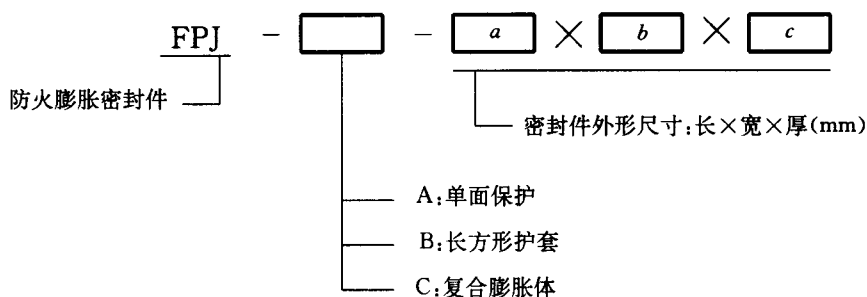 FPJ - - a × b × c
防火膨胀密封件
密封件外形尺寸:长×宽×厚(mm)
A:单面保护
B:长方形护套
C:复合膨胀体